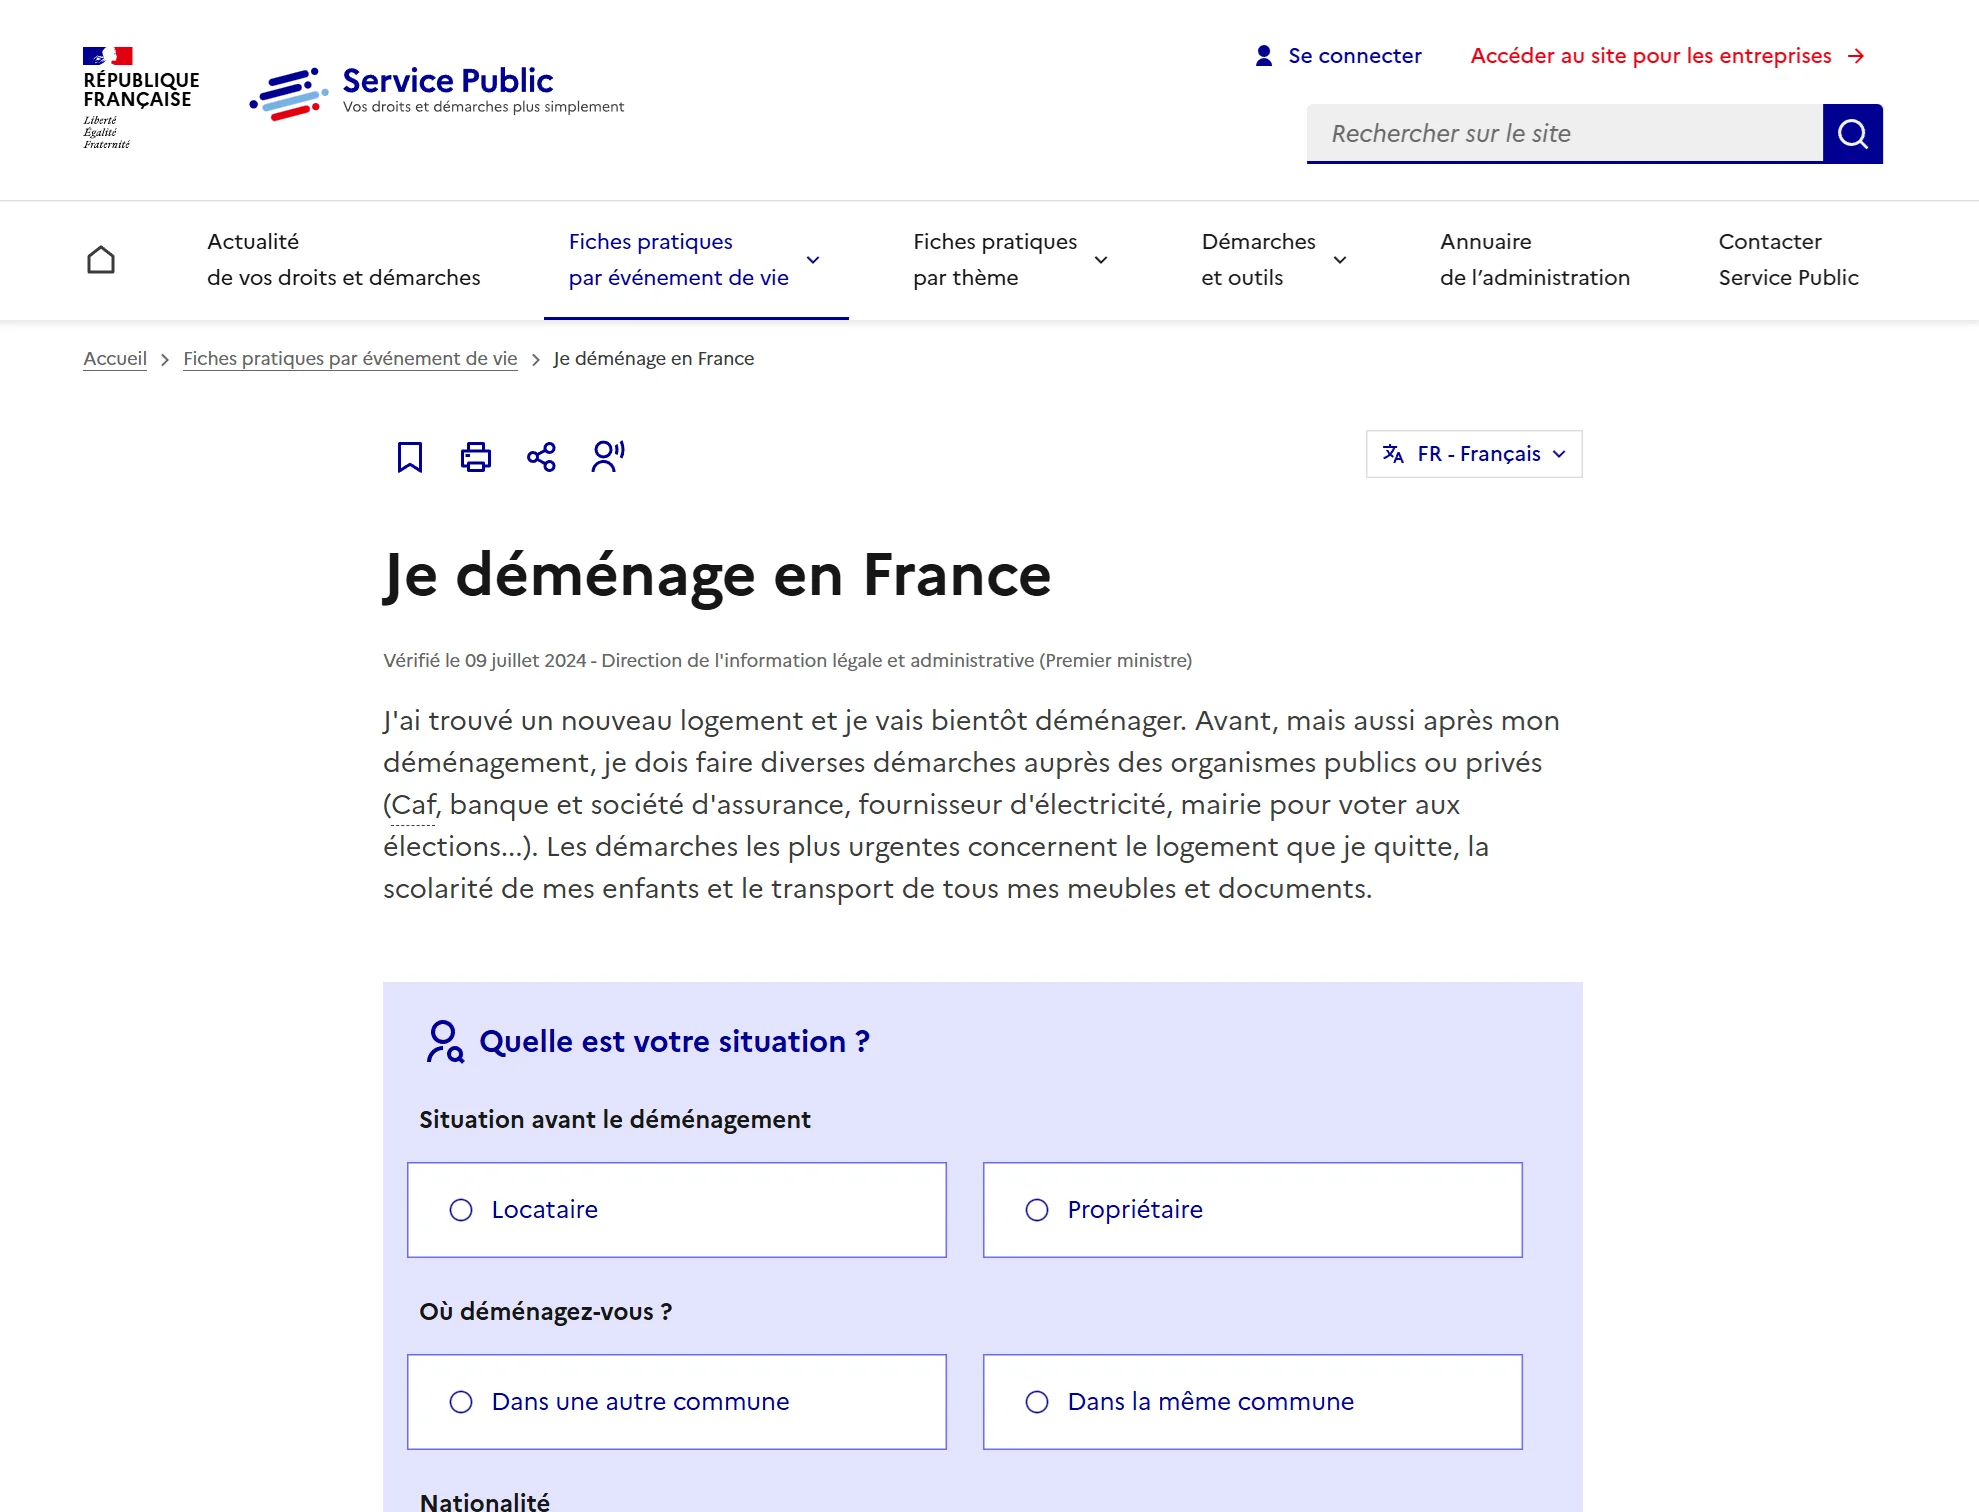 RÉPUBLIQUE
FRANÇAISE
Liberté
Égalité
Fraternité
Service Public
Vos droits et démarches plus simplement
Se connecter
Accéder au site pour les entreprises
Rechercher sur le site
Actualité
de vos droits et démarches
Fiches pratiques
par événement de vie
Fiches pratiques
par thème
Démarches
et outils
Annuaire
de l’administration
Contacter
Service Public
Accueil > Fiches pratiques par événement de vie > Je déménage en France
FR - Français
Je déménage en France
Vérifié le 09 juillet 2024 - Direction de l'information légale et administrative (Premier ministre)
J'ai trouvé un nouveau logement et je vais bientôt déménager. Avant, mais aussi après mon
déménagement, je dois faire diverses démarches auprès des organismes publics ou privés
(Caf, banque et société d'assurance, fournisseur d'électricité, mairie pour voter aux
élections...). Les démarches les plus urgentes concernent le logement que je quitte, la
scolarité de mes enfants et le transport de tous mes meubles et documents.
Quelle est votre situation ?
Situation avant le déménagement
Locataire
Propriétaire
Où déménagez-vous ?
Dans une autre commune
Dans la même commune
Nationalité